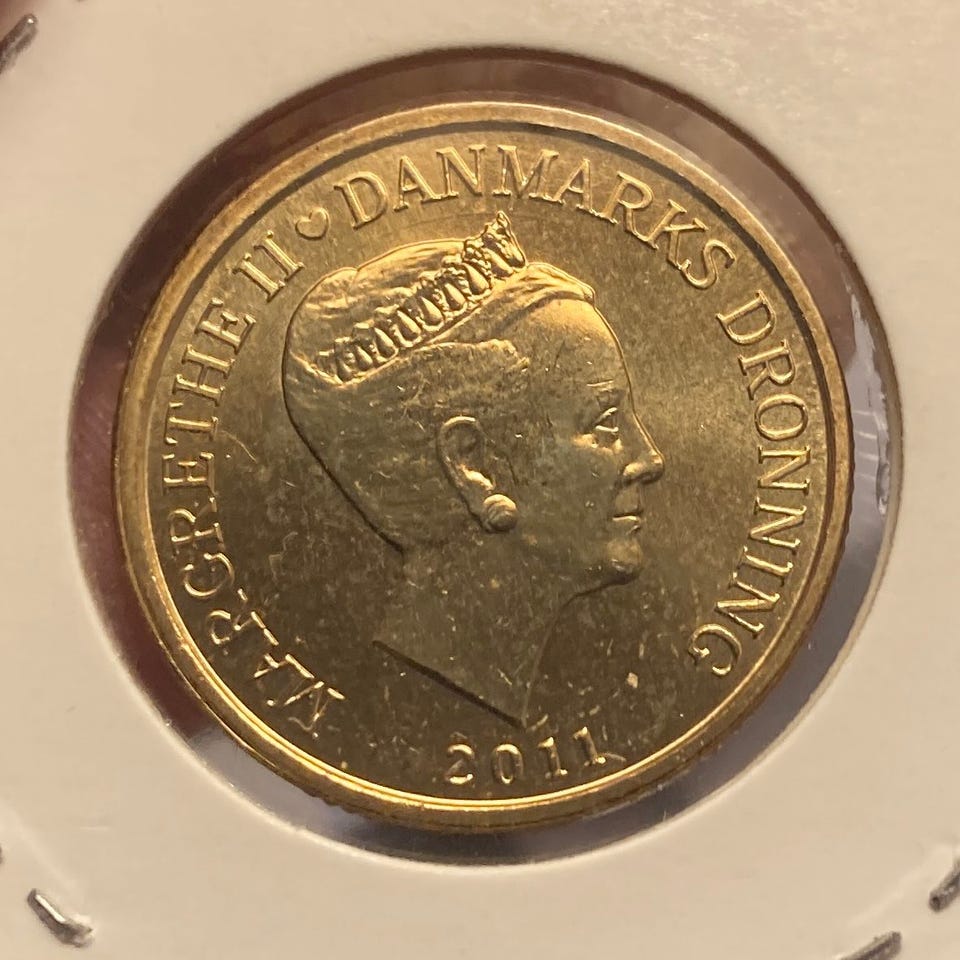 MARGRETHE II ♥ DANMARKS DRONNING
2011